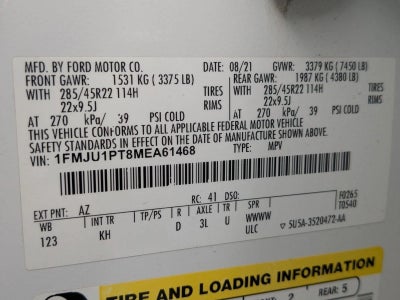 MFD. BY FORD MOTOR CO. DATE: 08/21 GVWR: 3379 KG (7450 LB)
FRONT GAWR: 1531 KG (3375 LB) REAR GAWR: 1987 KG (4380 LB)
WITH 285/45R22 114H TIRES WITH 285/45R22 114H TIRES
22x9.5J RIMS 22x9.5J RIMS
AT 270 kPa/ 39 PSI COLD AT 270 kPa/ 39 PSI COLD
THIS VEHICLE CONFORMS TO ALL APPLICABLE FEDERAL MOTOR VEHICLE
SAFETY STANDARDS IN EFFECT ON THE DATE OF MANUFACTURE SHOWN ABOVE.
VIN: 1FMJU1PT8MEA61468 TYPE: MPV
EXT PNT: AZ RC: 41 DSO: F0265
WB INT TR TP/PS R AXLE TR SPR T0540
123 KH D 3L U WWWW
ULC 5U5A-3520472-AA
TIRE AND LOADING INFORMATION
REAR: 5